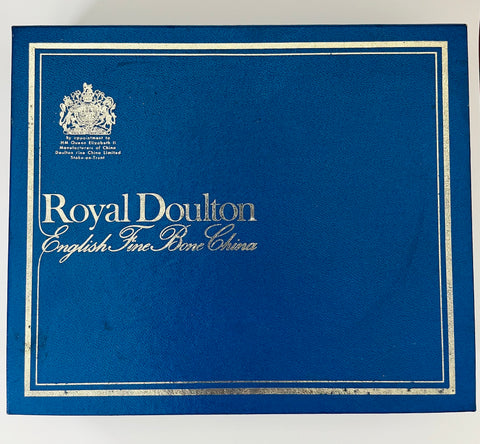 By appointment to
HM Queen Elizabeth II
Manufacturers of China
Doulton Fine China Limited
Stoke-on-Trent
Royal Doulton
English Fine Bone China